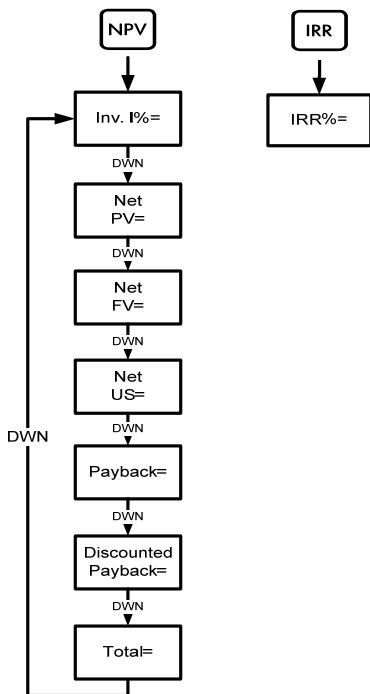 NPV
IRR
Inv. I%=
IRR%=
DWN
Net
PV=
DWN
Net
FV=
DWN
Net
US=
DWN
DWN
Payback=
DWN
Discounted
Payback=
DWN
Total=